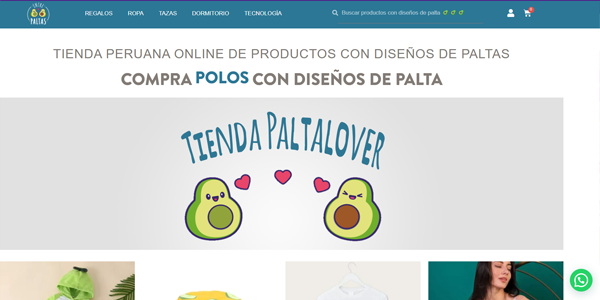 ENTRE
PALTAS
REGALOS ROPA TAZAS DORMITORIO TECNOLOGÍA
Buscar productos con diseños de palta
TIENDA PERUANA ONLINE DE PRODUCTOS CON DISEÑOS DE PALTAS
COMPRA POLOS CON DISEÑOS DE PALTA
TIENDA PALTALOVER